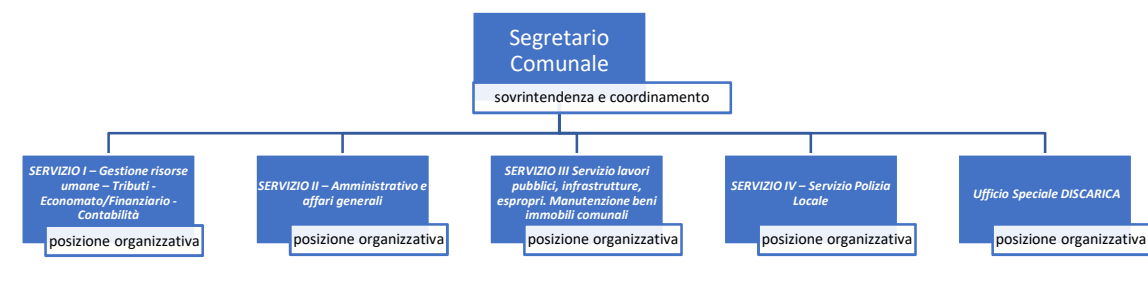 Segretario
Comunale
sovrintendenza e coordinamento
SERVIZIO I – Gestione risorse
umane – Tributi -
Economato/Finanziario -
Contabilità
posizione organizzativa
SERVIZIO II – Amministrativo e
affari generali
posizione organizzativa
SERVIZIO III Servizio lavori
pubblici, infrastrutture,
espropri. Manutenzione beni
immobili comunali
posizione organizzativa
SERVIZIO IV – Servizio Polizia
Locale
posizione organizzativa
Ufficio Speciale DISCARICA
posizione organizzativa